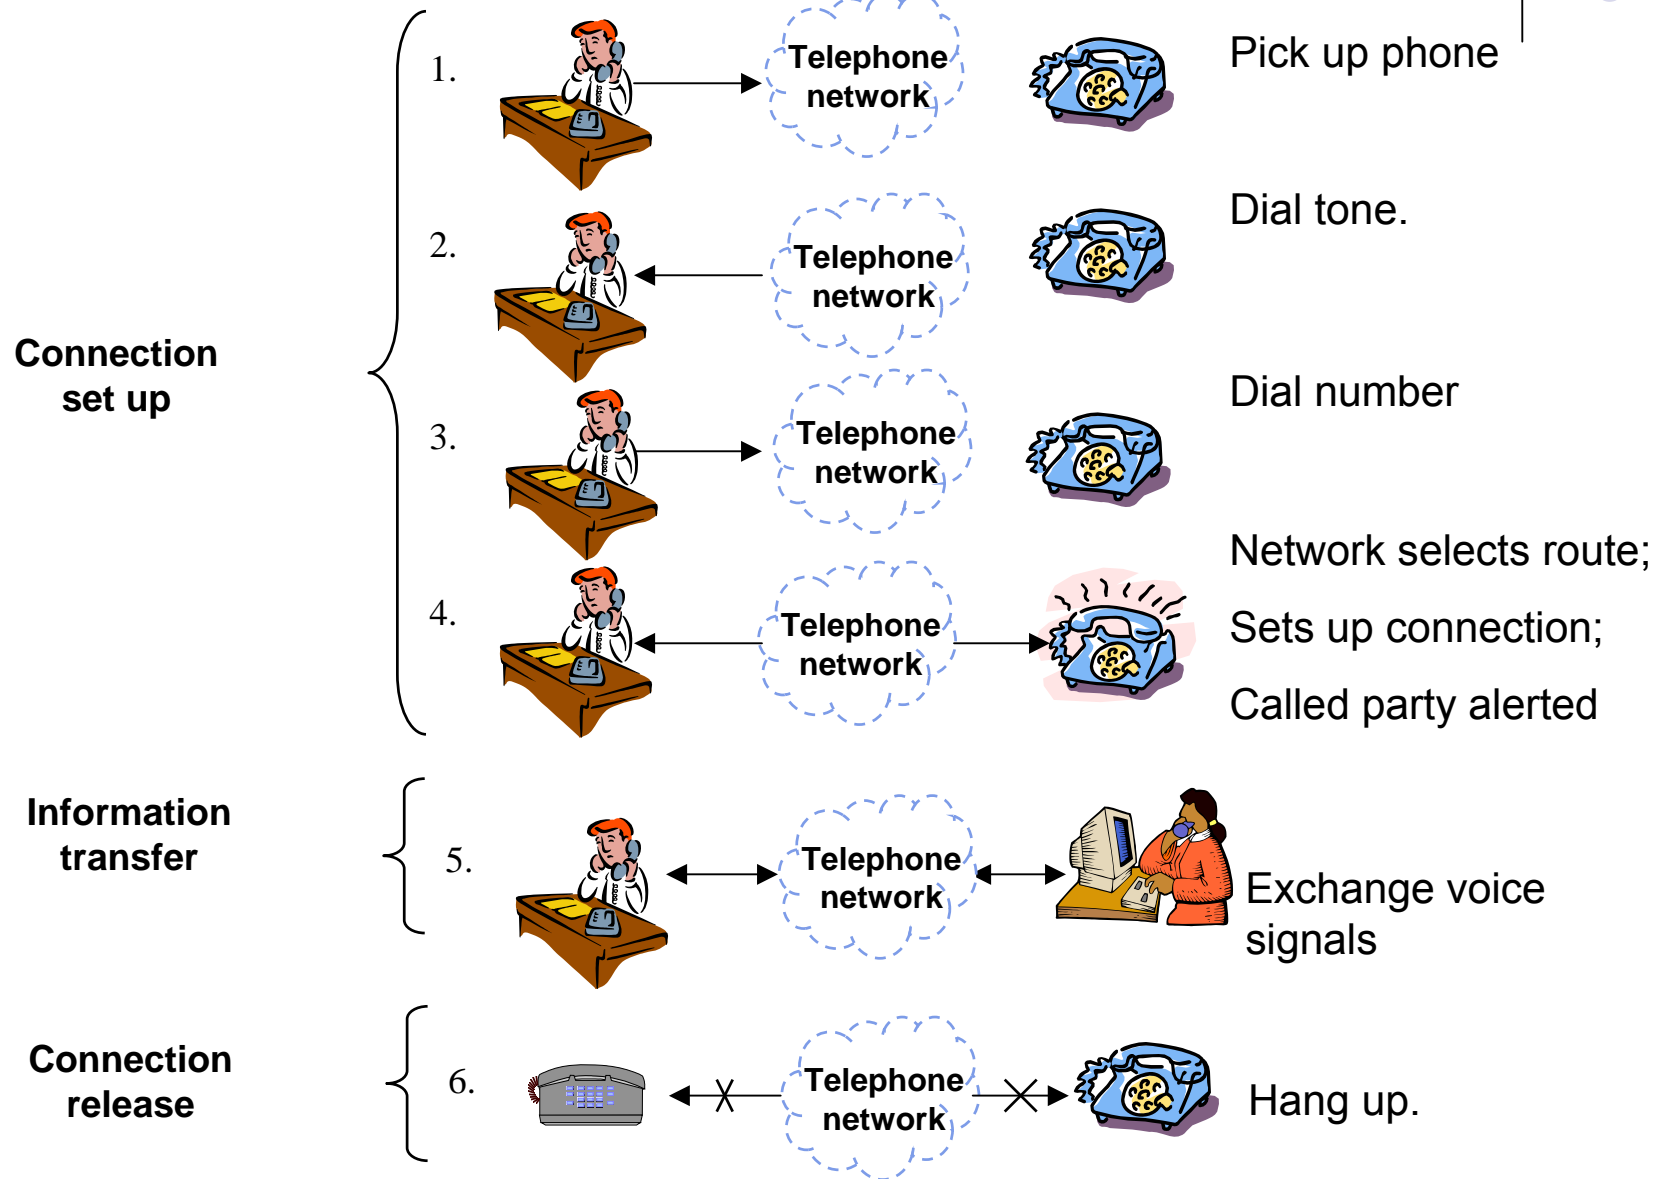 1.
Telephone
network
Pick up phone
2.
Telephone
network
Dial tone.
Connection
set up
3.
Telephone
network
Dial number
4.
Telephone
network
Network selects route;
Sets up connection;
Called party alerted
Information
transfer
5.
Telephone
network
Exchange voice
signals
Connection
release
6.
Telephone
network
Hang up.